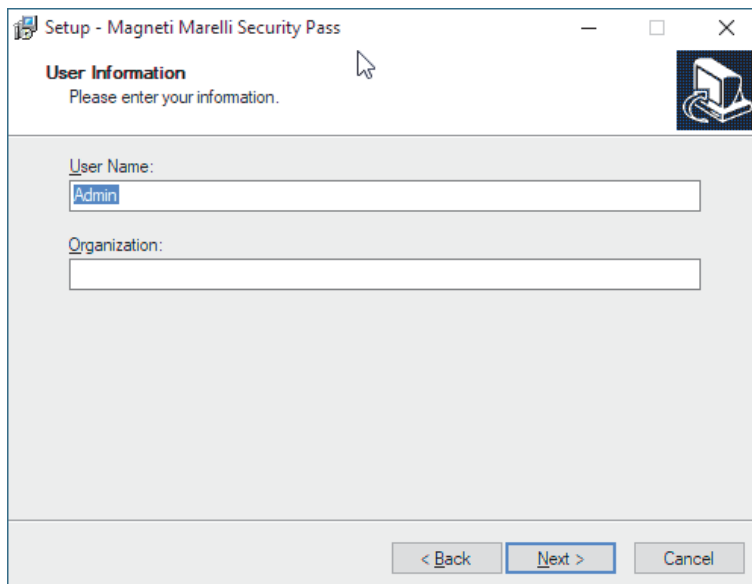 Setup - Magneti Marelli Security Pass
User Information
Please enter your information.
User Name:
Admin
Organization:
< Back
Next >
Cancel